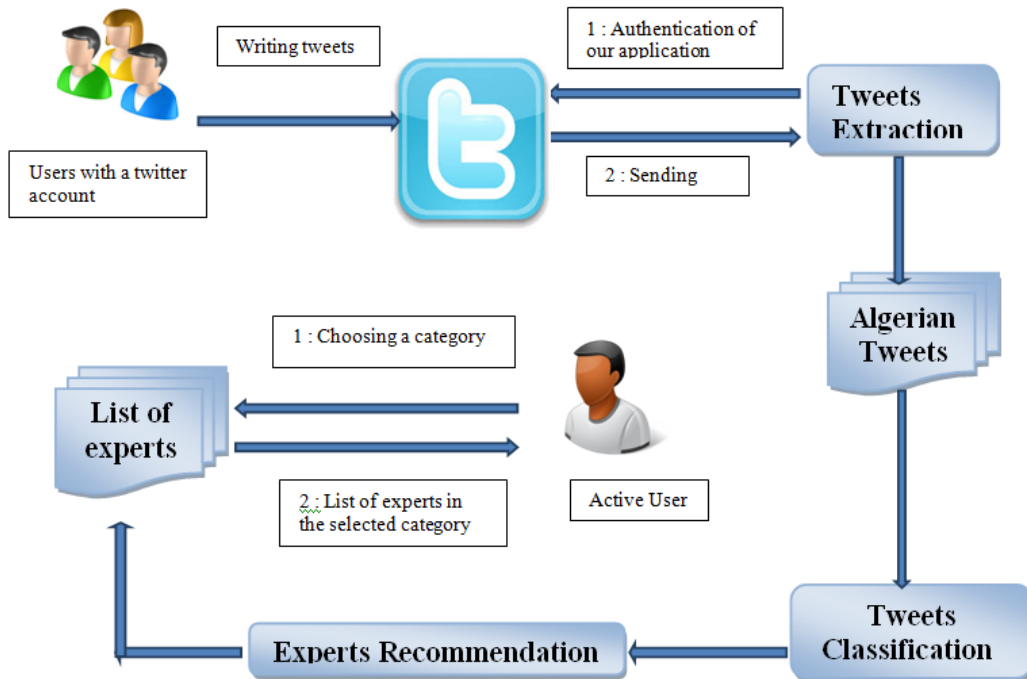 Writing tweets
1 : Authentication of
our application
Tweets
Extraction
Users with a twitter
account
2 : Sending
Algerian
Tweets
1 : Choosing a category
List of
experts
2 : List of experts in
the selected category
Active User
Tweets
Classification
Experts Recommendation